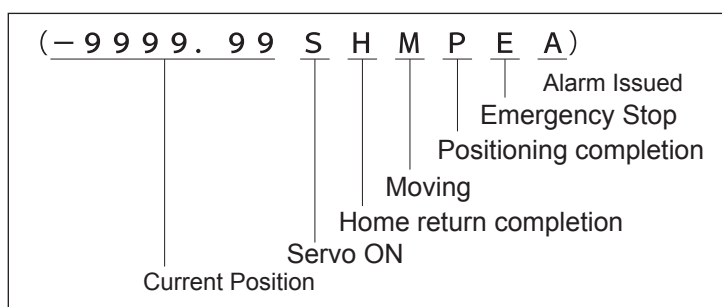 (－9999. 99 S H M P E A)
Alarm Issued
Emergency Stop
Positioning completion
Moving
Home return completion
Servo ON
Current Position